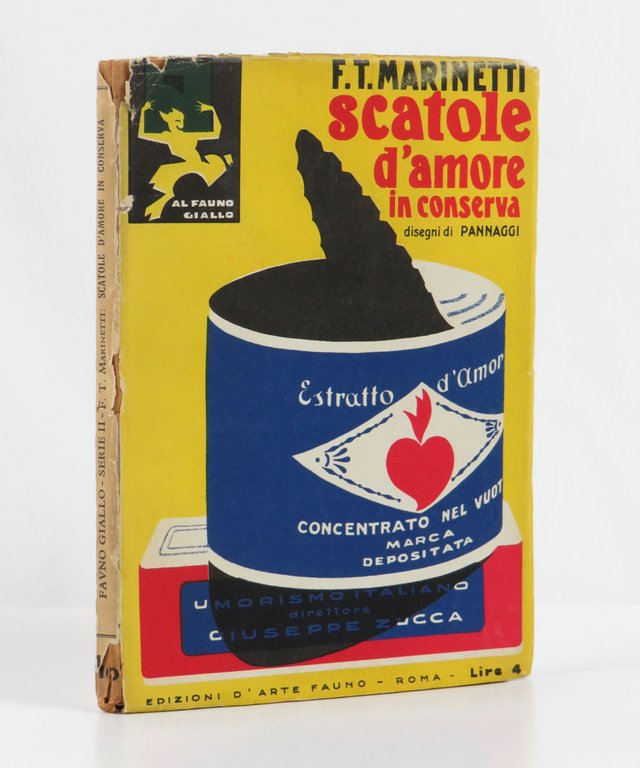 FAVNO GIALLO - SERIE II - F. T. MARINETTI: SCATOLE D'AMORE IN CONSERVA
AL FAUNO
GIALLO
F.T. MARINETTI
scatole
d'amore
in conserva
disegni di PANNAGGI
Estratto d'Amor
CONCENTRATO NEL VUOT
MARCA
DEPOSITATA
UMORISMO ITALIANO
direttore
GIUSEPPE ZUCCA
EDIZIONI D'ARTE FAUNO - ROMA - Lire 4